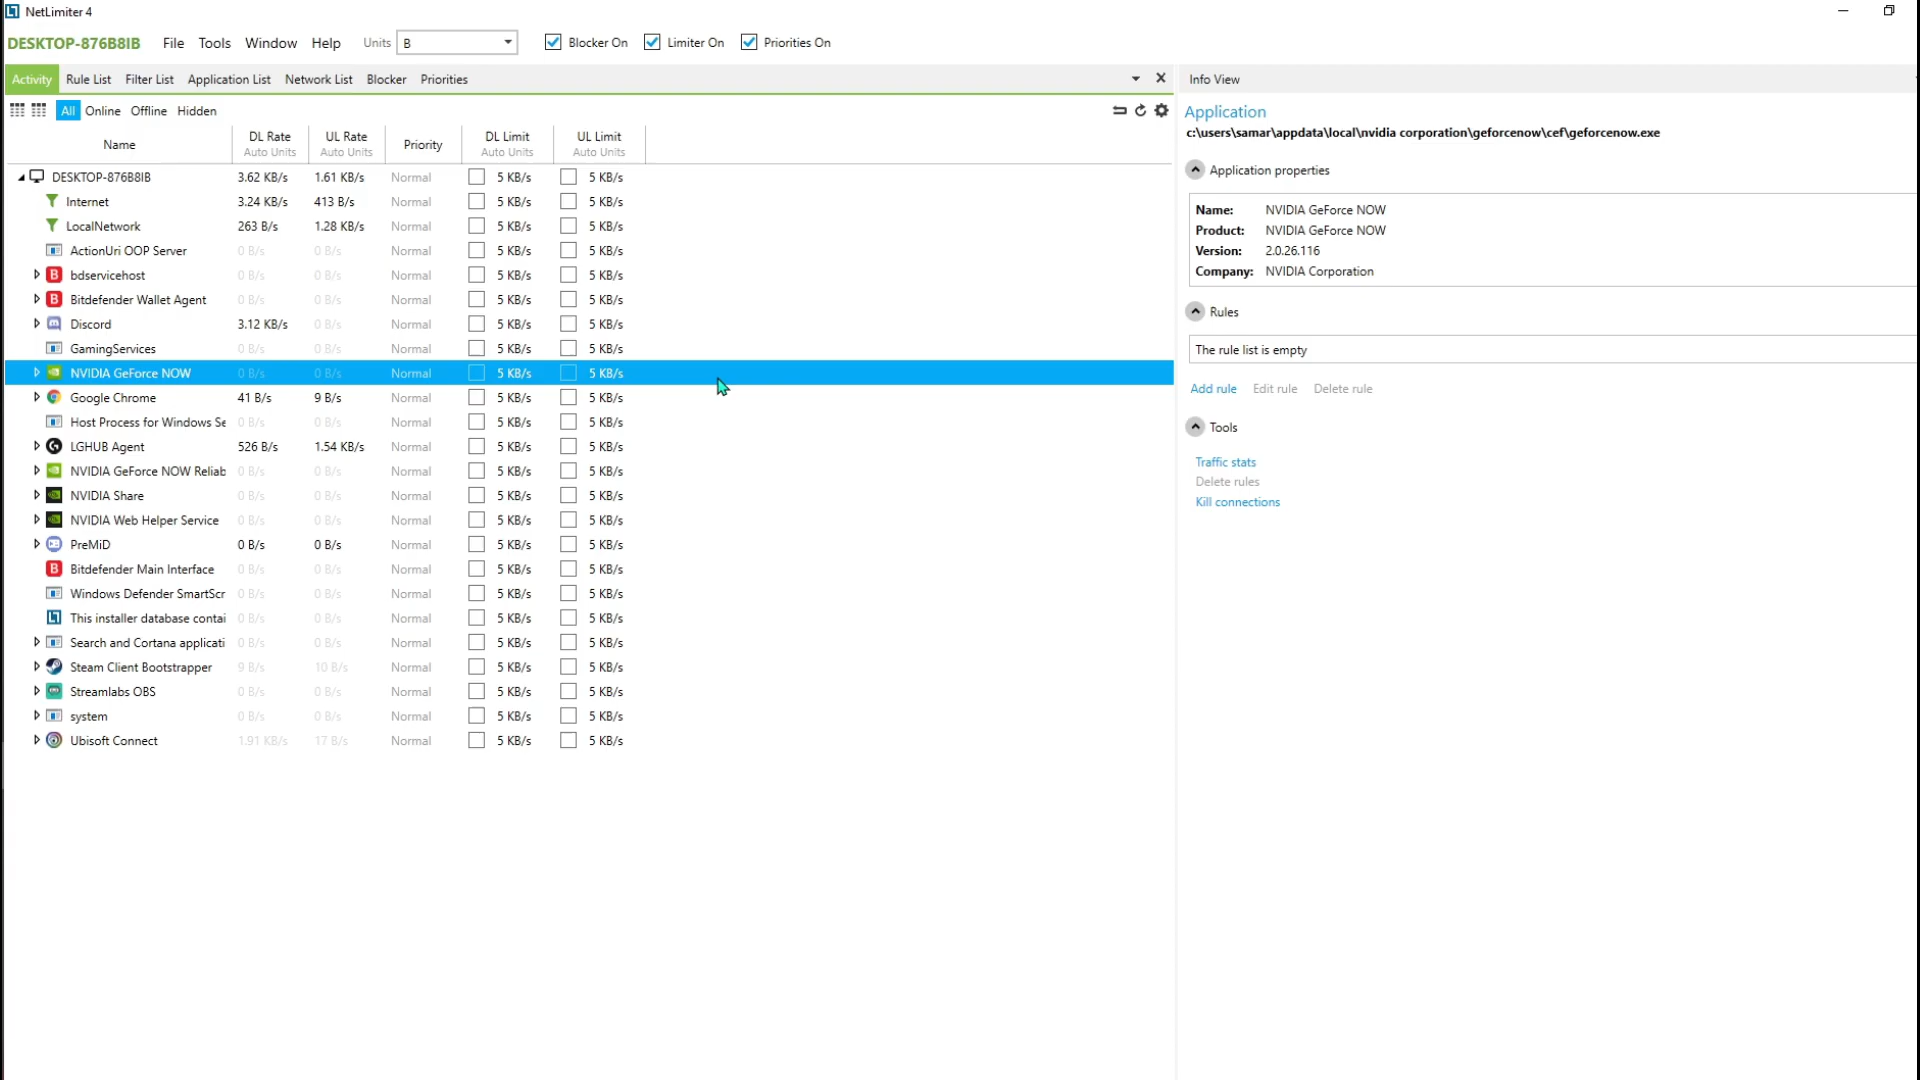 NetLimiter 4
DESKTOP-876B8IB File Tools Window Help Units B Blocker On Limiter On Priorities On
Activity Rule List Filter List Application List Network List Blocker Priorities
Info View
All Online Offline Hidden
Name DL Rate UL Rate Priority DL Limit UL Limit
Auto Units Auto Units Auto Units Auto Units
DESKTOP-876B8IB 3.62 KB/s 1.61 KB/s Normal 5 KB/s 5 KB/s
Internet 3.24 KB/s 413 B/s Normal 5 KB/s 5 KB/s
LocalNetwork 263 B/s 1.28 KB/s Normal 5 KB/s 5 KB/s
ActionUri OOP Server 0 B/s 0 B/s Normal 5 KB/s 5 KB/s
bdservicehost 0 B/s 0 B/s Normal 5 KB/s 5 KB/s
Bitdefender Wallet Agent 0 B/s 0 B/s Normal 5 KB/s 5 KB/s
Discord 3.12 KB/s 0 B/s Normal 5 KB/s 5 KB/s
GamingServices 0 B/s 0 B/s Normal 5 KB/s 5 KB/s
NVIDIA GeForce NOW 0 B/s 0 B/s Normal 5 KB/s 5 KB/s
Google Chrome 41 B/s 9 B/s Normal 5 KB/s 5 KB/s
Host Process for Windows Se 0 B/s 0 B/s Normal 5 KB/s 5 KB/s
LGHUB Agent 526 B/s 1.54 KB/s Normal 5 KB/s 5 KB/s
NVIDIA GeForce NOW Reliab 0 B/s 0 B/s Normal 5 KB/s 5 KB/s
NVIDIA Share 0 B/s 0 B/s Normal 5 KB/s 5 KB/s
NVIDIA Web Helper Service 0 B/s 0 B/s Normal 5 KB/s 5 KB/s
PreMiD 0 B/s 0 B/s Normal 5 KB/s 5 KB/s
Bitdefender Main Interface 0 B/s 0 B/s Normal 5 KB/s 5 KB/s
Windows Defender SmartScr 0 B/s 0 B/s Normal 5 KB/s 5 KB/s
This installer database contai 0 B/s 0 B/s Normal 5 KB/s 5 KB/s
Search and Cortana applicati 0 B/s 0 B/s Normal 5 KB/s 5 KB/s
Steam Client Bootstrapper 9 B/s 10 B/s Normal 5 KB/s 5 KB/s
Streamlabs OBS 0 B/s 0 B/s Normal 5 KB/s 5 KB/s
system 0 B/s 0 B/s Normal 5 KB/s 5 KB/s
Ubisoft Connect 1.91 KB/s 17 B/s Normal 5 KB/s 5 KB/s
Application
c:\users\samar\appdata\local\nvidia corporation\geforcenow\cef\geforcenow.exe
Application properties
Name: NVIDIA GeForce NOW
Product: NVIDIA GeForce NOW
Version: 2.0.26.116
Company: NVIDIA Corporation
Rules
The rule list is empty
Add rule Edit rule Delete rule
Tools
Traffic stats
Delete rules
Kill connections